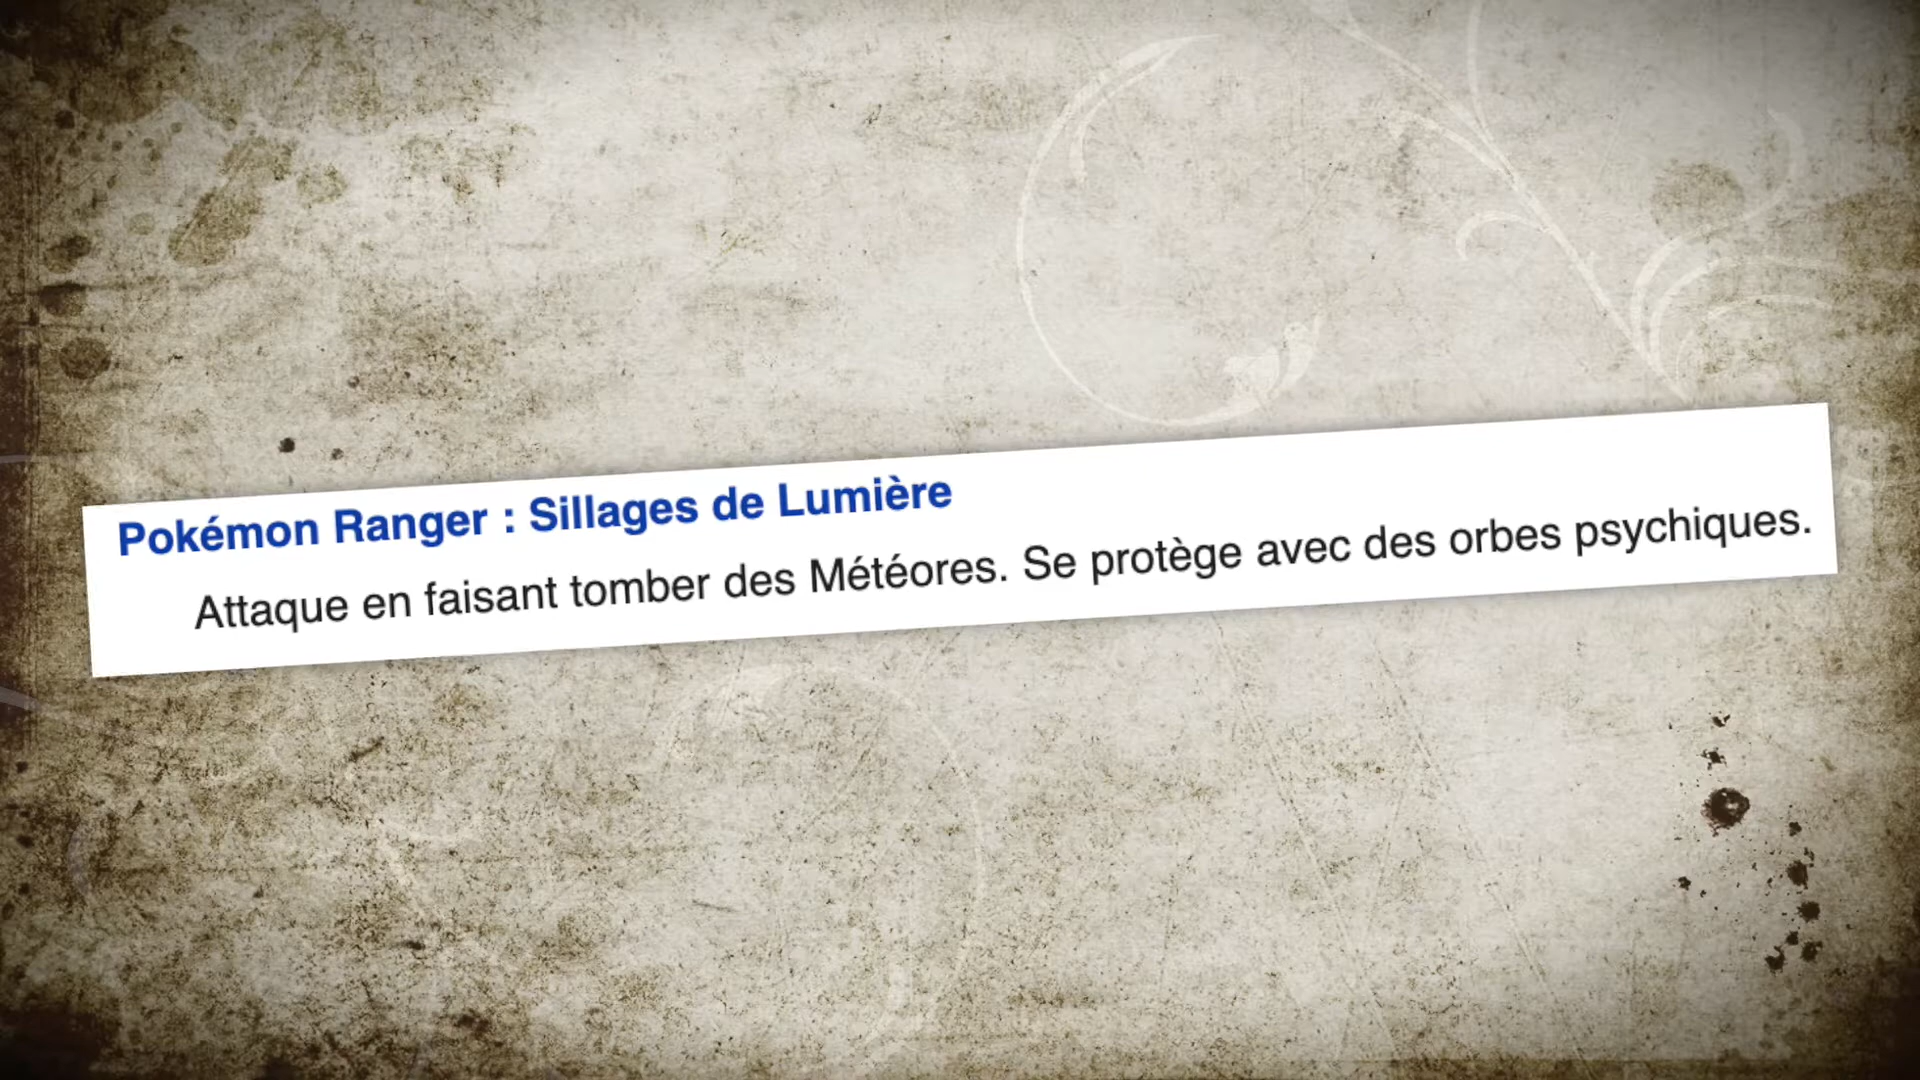 Pokémon Ranger : Sillages de Lumière
Attaque en faisant tomber des Météores. Se protège avec des orbes psychiques.